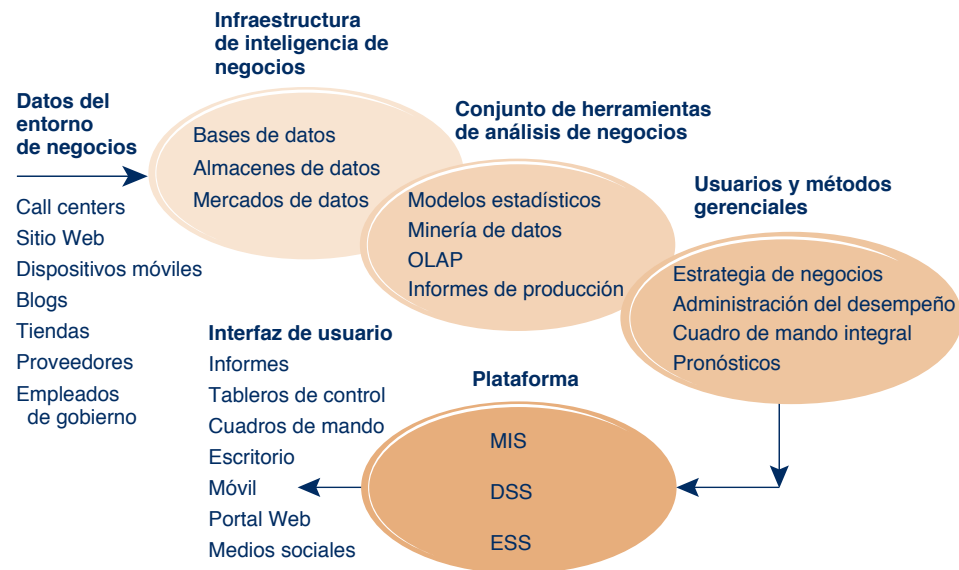 Infraestructura
de inteligencia de
negocios
Datos del
entorno
de negocios
Call centers
Sitio Web
Dispositivos móviles
Blogs
Tiendas
Proveedores
Empleados
de gobierno
Bases de datos
Almacenes de datos
Mercados de datos
Conjunto de herramientas
de análisis de negocios
Modelos estadísticos
Minería de datos
OLAP
Informes de producción
Usuarios y métodos
gerenciales
Estrategia de negocios
Administración del desempeño
Cuadro de mando integral
Pronósticos
Plataforma
MIS
DSS
ESS
Interfaz de usuario
Informes
Tableros de control
Cuadros de mando
Escritorio
Móvil
Portal Web
Medios sociales